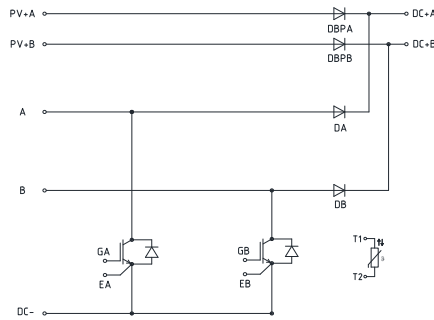 PV+A DC+A
DBPA
PV+B DC+B
DBPB
A
DA
B
DB
GA GB T1
EA EB T2
DC-